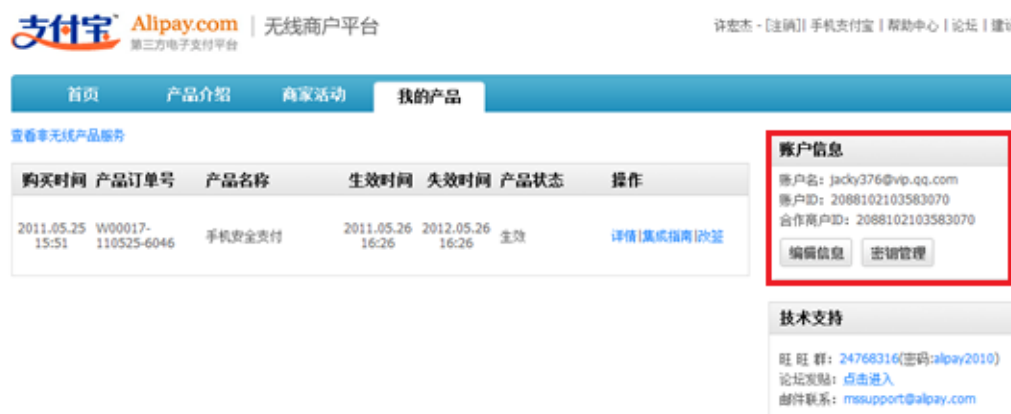 支付宝 Alipay.com | 无线商户平台
第三方电子支付平台
许宏杰 - [注销]| 手机支付宝 | 帮助中心 | 论坛 | 建议
首页 产品介绍 商家活动 我的产品
查看非无线产品服务
购买时间 产品订单号 产品名称 生效时间 失效时间 产品状态 操作
2011.05.25 W00017- 手机安全支付 2011.05.26 2012.05.26 生效 详情|集成指南|改签
15:51 110525-6046 16:26 16:26
账户信息
账户名：jacky376@vip.qq.com
账户ID：2088102103583070
合作商户ID：2088102103583070
编辑信息 密钥管理
技术支持
旺 旺 群：24768316(密码:alipay2010)
论坛发贴：点击进入
邮件联系：mssupport@alipay.com